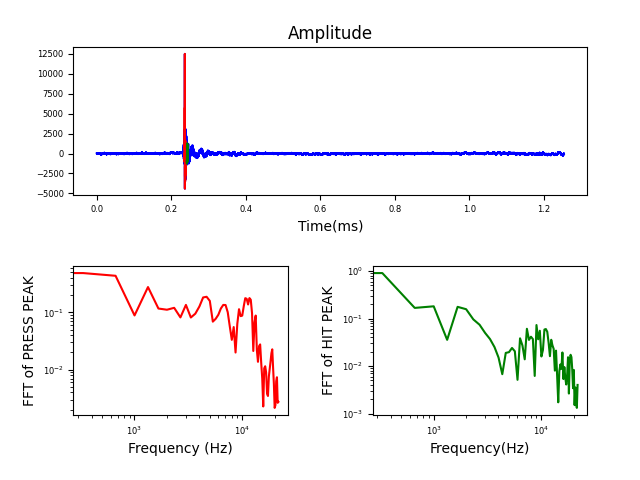 Amplitude
12500
10000
7500
5000
2500
0
−2500
−5000
0.0 0.2 0.4 0.6 0.8 1.0 1.2
Time(ms)
FFT of PRESS PEAK
10⁻¹
10⁻²
10³ 10⁴
Frequency (Hz)
FFT of HIT PEAK
10⁰
10⁻¹
10⁻²
10⁻³
10³ 10⁴
Frequency(Hz)